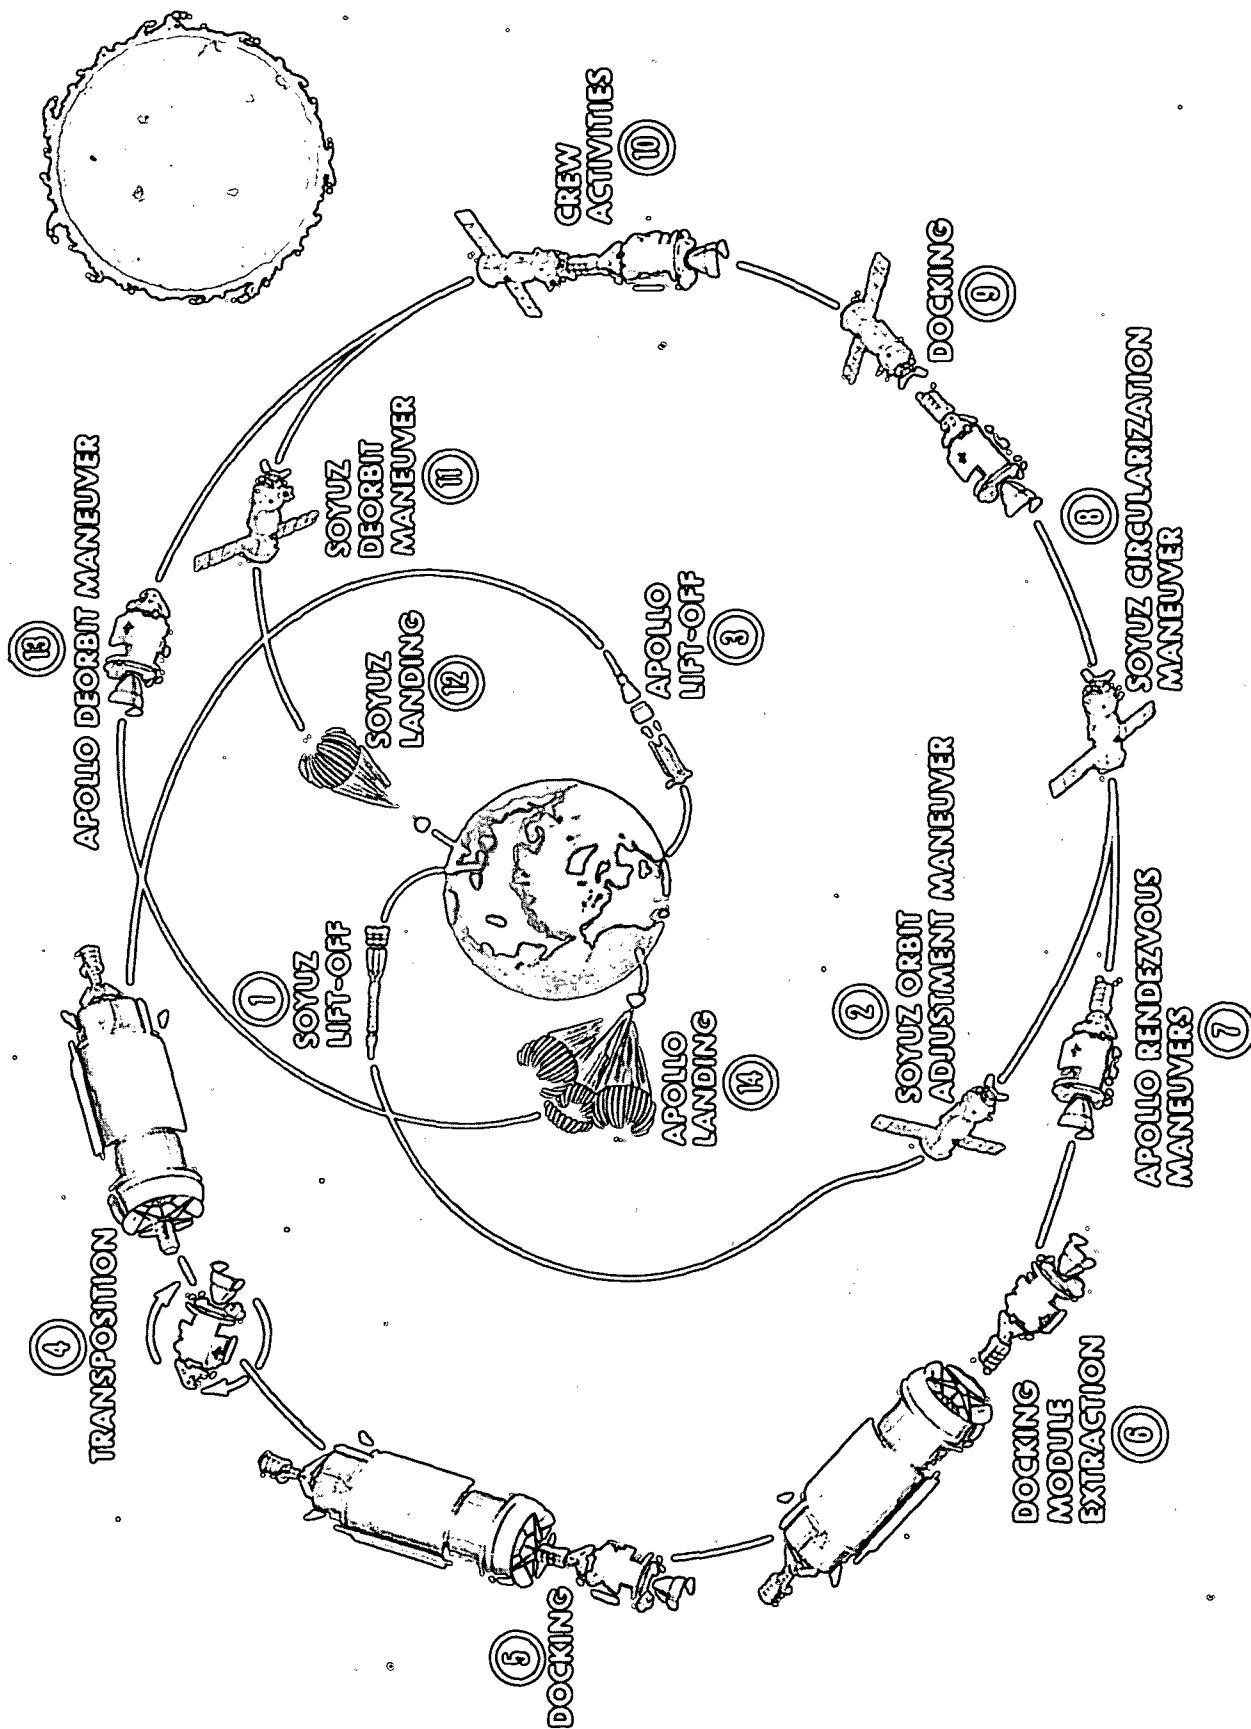 1
SOYUZ
LIFT-OFF
2
SOYUZ ORBIT
ADJUSTMENT MANEUVER
APOLLO
LIFT-OFF
3
4
TRANSPOSITION
5
DOCKING
DOCKING
MODULE
EXTRACTION
6
APOLLO RENDEZVOUS
MANEUVERS
7
8
SOYUZ CIRCULARIZATION
MANEUVER
DOCKING
9
CREW
ACTIVITIES
10
SOYUZ
DEORBIT
MANEUVER
11
SOYUZ
LANDING
12
13
APOLLO DEORBIT MANEUVER
APOLLO
LANDING
14